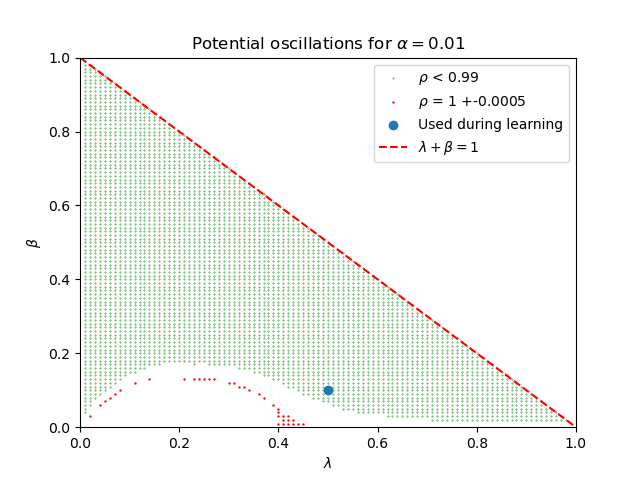 Potential oscillations for α = 0.01
ρ < 0.99
ρ = 1 +-0.0005
Used during learning
λ + β = 1
1.0
0.8
0.6
0.4
0.2
0.0
β
0.0 0.2 0.4 0.6 0.8 1.0
λ